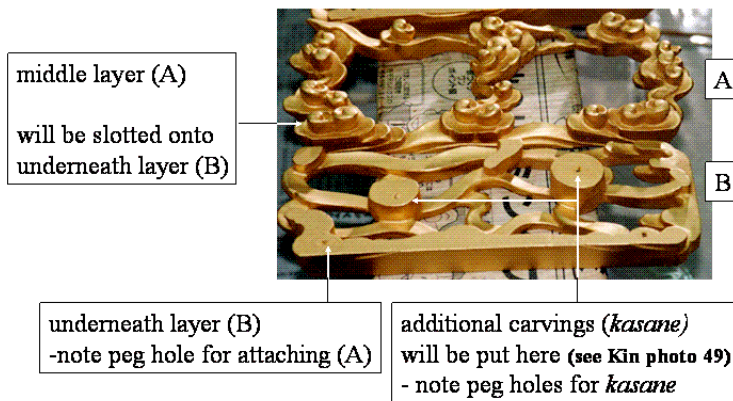 middle layer (A)
will be slotted onto
underneath layer (B)
A
B
underneath layer (B)
-note peg hole for attaching (A)
additional carvings (kasane)
will be put here (see Kin photo 49)
- note peg holes for kasane